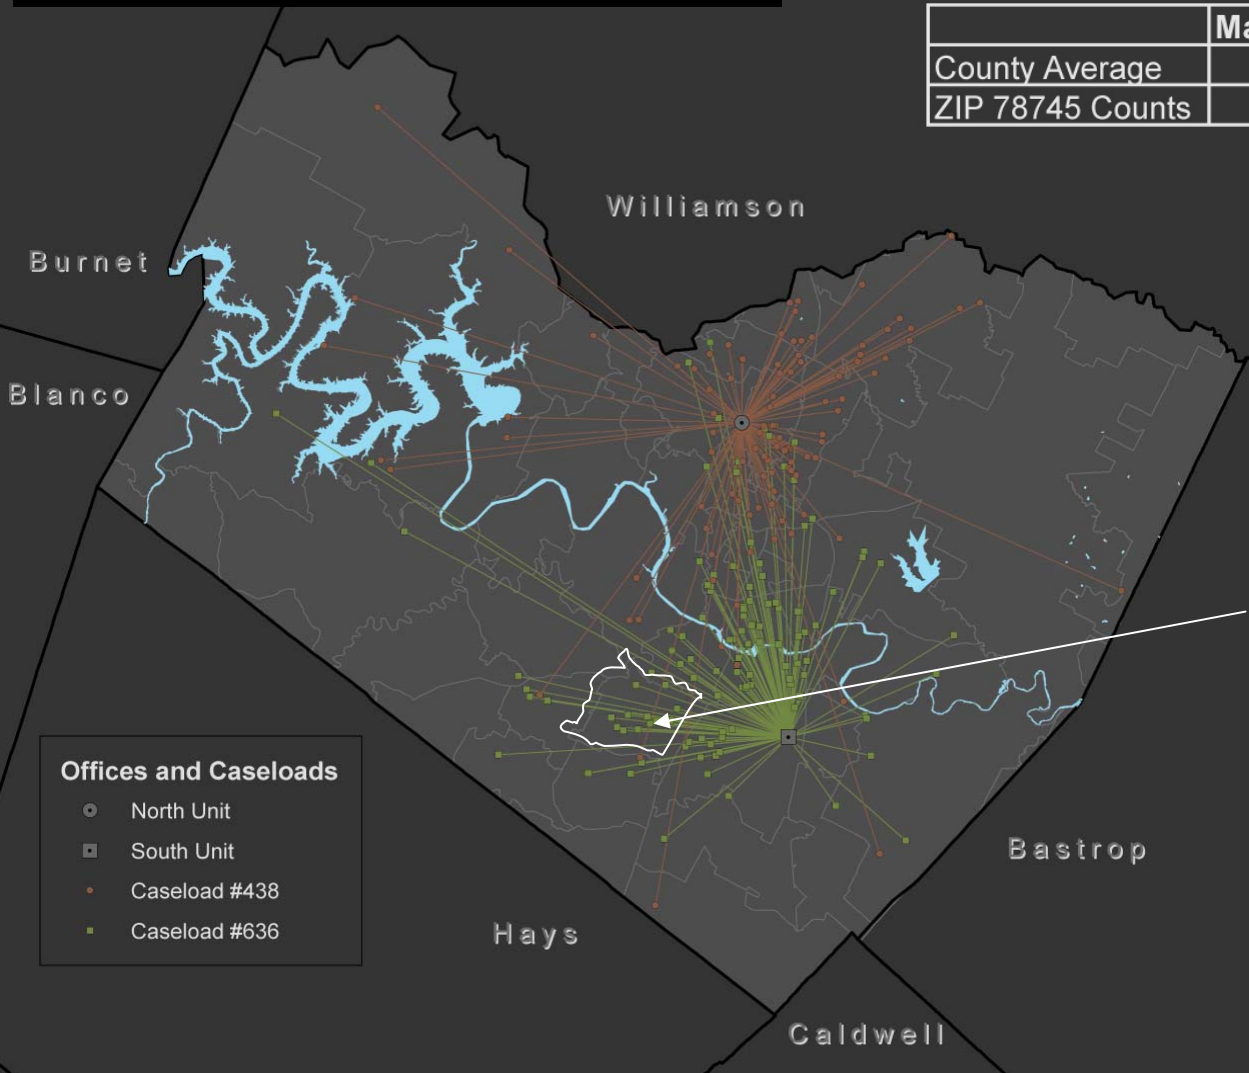 Ma
County Average
ZIP 78745 Counts
Williamson
Burnet
Blanco
Offices and Caseloads
North Unit
South Unit
Caseload #438
Caseload #636
Bastrop
Hays
Caldwell